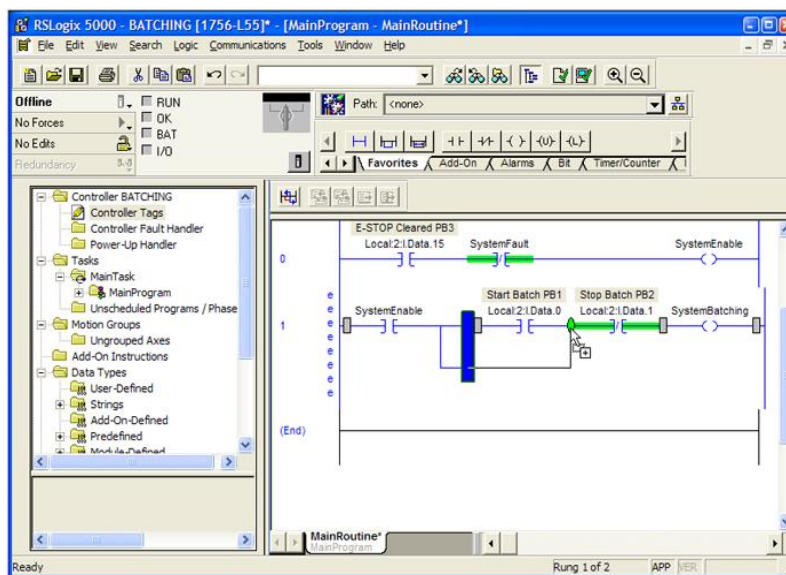 RSLogix 5000 - BATCHING [1756-L55]* - [MainProgram - MainRoutine*]
File Edit View Search Logic Communications Tools Window Help
Offline
RUN
No Forces
OK
No Edits
BAT
Redundancy
I/O
Path: <none>
Favorites Add-On Alarms Bit Timer/Counter
Controller BATCHING
Controller Tags
Controller Fault Handler
Power-Up Handler
Tasks
MainTask
MainProgram
Unscheduled Programs / Phase
Motion Groups
Ungrouped Axes
Add-On Instructions
Data Types
User-Defined
Strings
Add-On-Defined
Predefined
Module-Defined
E-STOP Cleared PB3
Local:2:I.Data.15 SystemFault SystemEnable
0
Start Batch PB1 Stop Batch PB2
SystemEnable Local:2:I.Data.0 Local:2:I.Data.1 SystemBatching
1
e
e
e
e
e
e
e
e
(End)
MainRoutine*
MainProgram
Ready
Rung 1 of 2
APP
VER